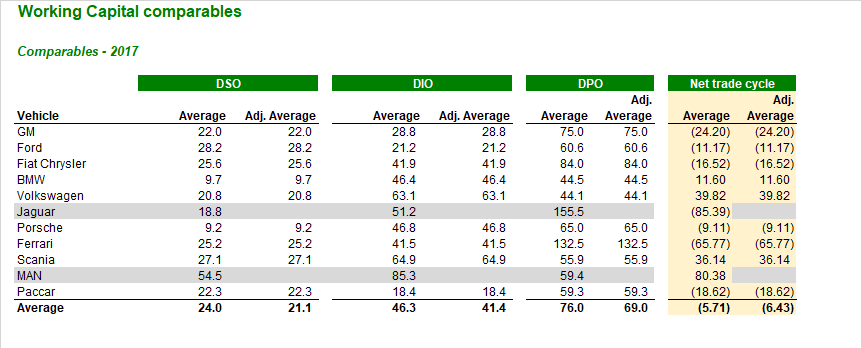 Working Capital comparables
Comparables - 2017
DSO DIO DPO Net trade cycle
Adj. Adj.
Vehicle Average Adj. Average Average Adj. Average Average Average Average Average
GM 22.0 22.0 28.8 28.8 75.0 75.0 (24.20) (24.20)
Ford 28.2 28.2 21.2 21.2 60.6 60.6 (11.17) (11.17)
Fiat Chrysler 25.6 25.6 41.9 41.9 84.0 84.0 (16.52) (16.52)
BMW 9.7 9.7 46.4 46.4 44.5 44.5 11.60 11.60
Volkswagen 20.8 20.8 63.1 63.1 44.1 44.1 39.82 39.82
Jaguar 18.8 51.2 155.5 (85.39)
Porsche 9.2 9.2 46.8 46.8 65.0 65.0 (9.11) (9.11)
Ferrari 25.2 25.2 41.5 41.5 132.5 132.5 (65.77) (65.77)
Scania 27.1 27.1 64.9 64.9 55.9 55.9 36.14 36.14
MAN 54.5 85.3 59.4 80.38
Paccar 22.3 22.3 18.4 18.4 59.3 59.3 (18.62) (18.62)
Average 24.0 21.1 46.3 41.4 76.0 69.0 (5.71) (6.43)